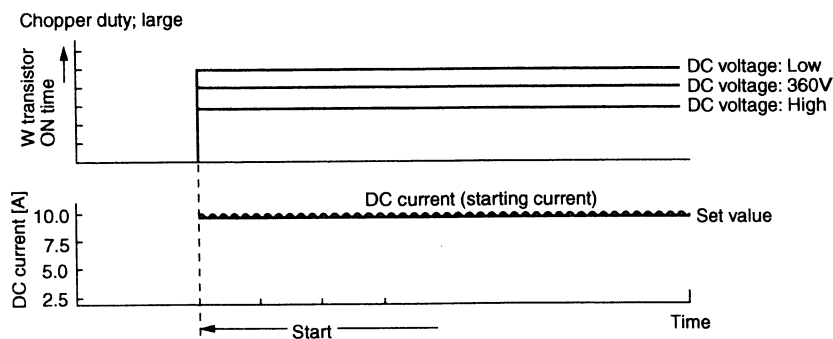 Chopper duty; large
W transistor
ON time
DC voltage: Low
DC voltage: 360V
DC voltage: High
DC current (starting current)
DC current [A]
10.0
7.5
5.0
2.5
Set value
Start
Time